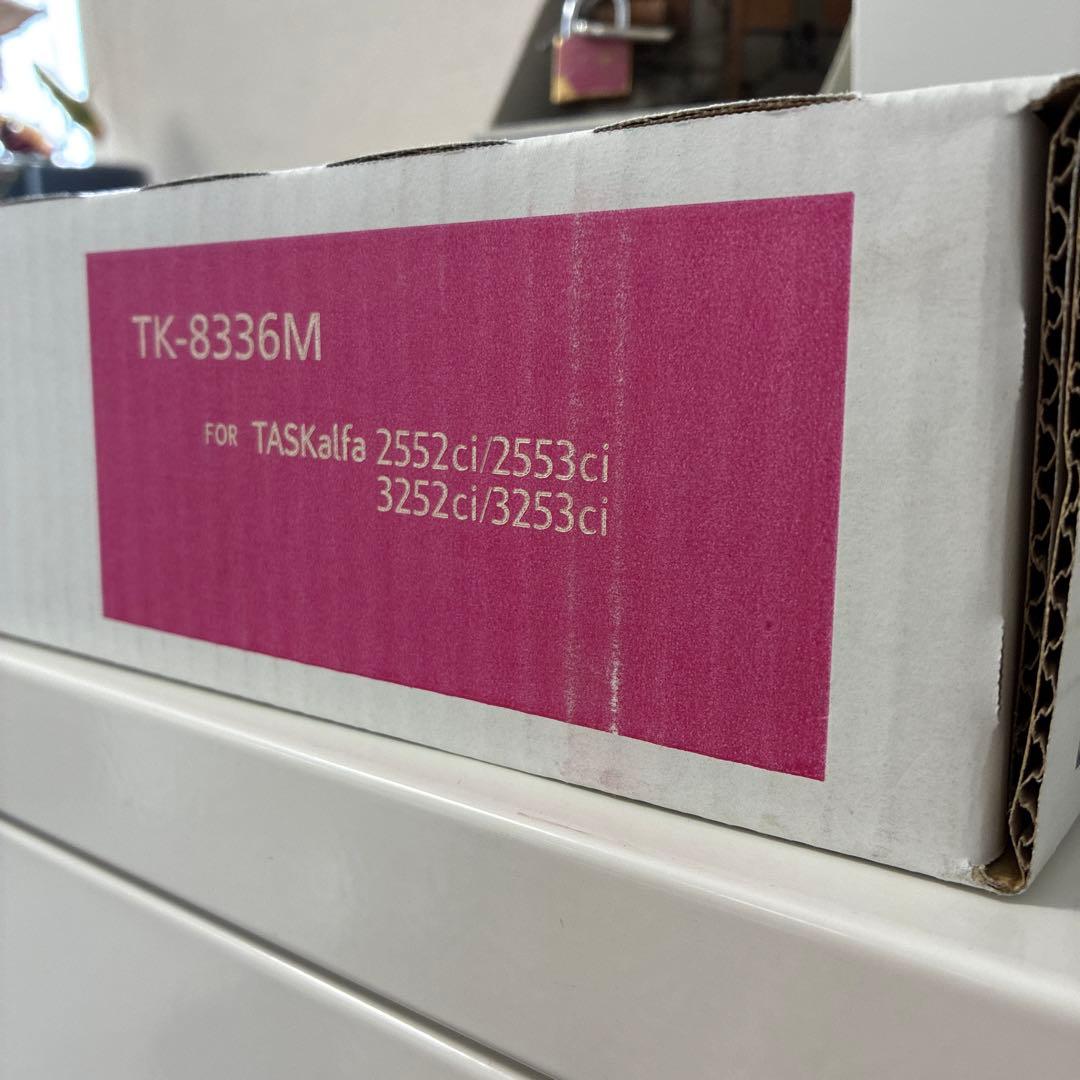 TK-8336M
FOR TASKalfa 2552ci/2553ci
3252ci/3253ci